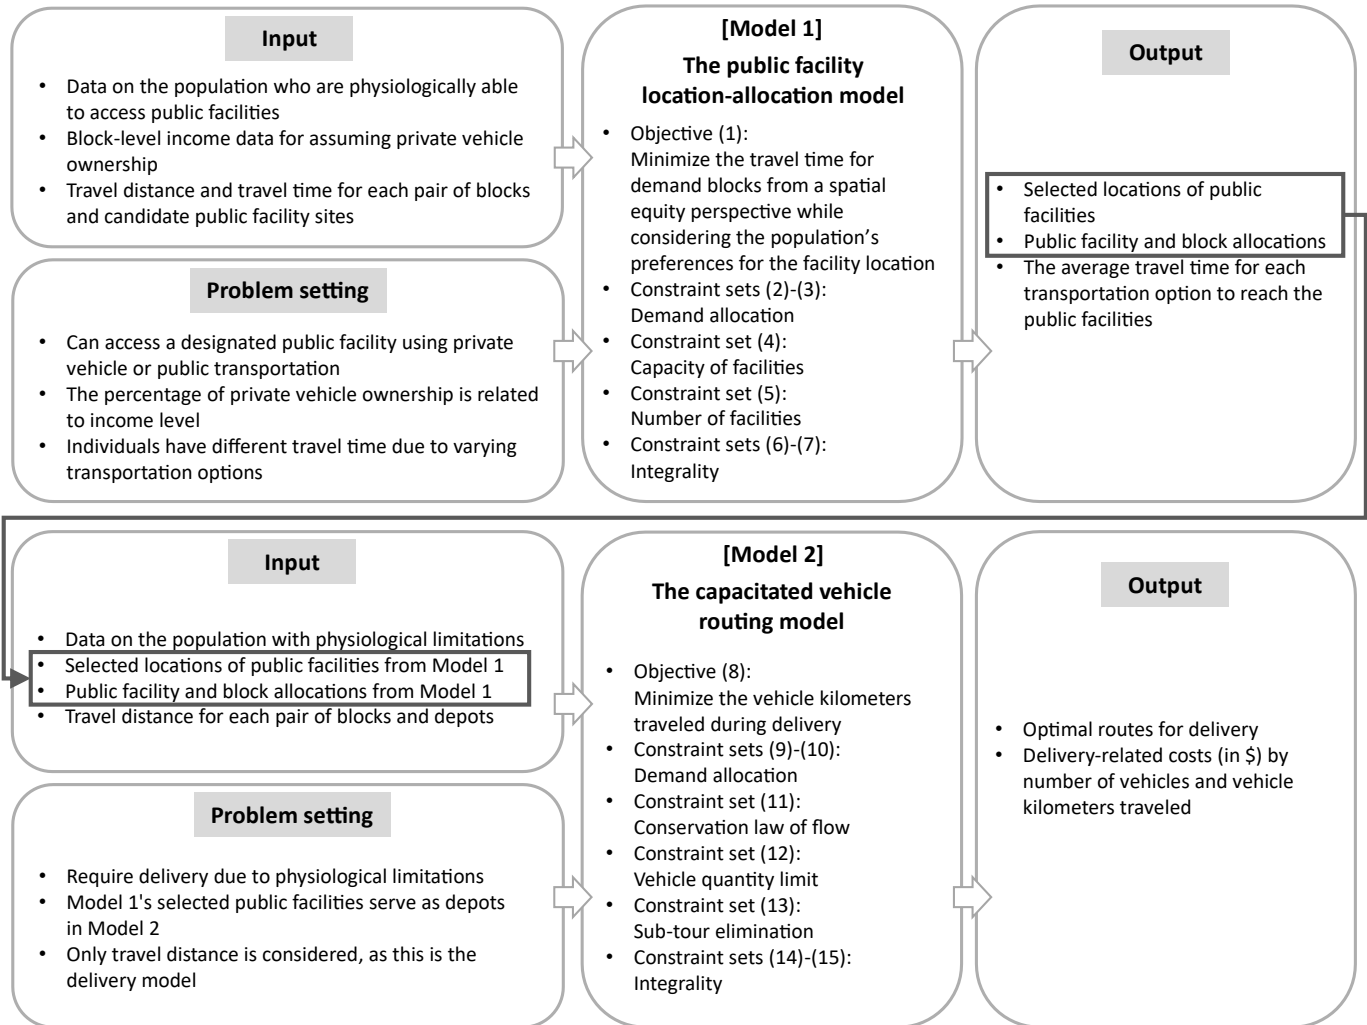 Input
• Data on the population who are physiologically able
to access public facilities
• Block-level income data for assuming private vehicle
ownership
• Travel distance and travel time for each pair of blocks
and candidate public facility sites
Problem setting
• Can access a designated public facility using private
vehicle or public transportation
• The percentage of private vehicle ownership is related
to income level
• Individuals have different travel time due to varying
transportation options
[Model 1]
The public facility
location-allocation model
• Objective (1):
Minimize the travel time for
demand blocks from a spatial
equity perspective while
considering the population's
preferences for the facility location
• Constraint sets (2)-(3):
Demand allocation
• Constraint set (4):
Capacity of facilities
• Constraint set (5):
Number of facilities
• Constraint sets (6)-(7):
Integrality
Output
• Selected locations of public
facilities
• Public facility and block allocations
• The average travel time for each
transportation option to reach the
public facilities
Input
• Data on the population with physiological limitations
• Selected locations of public facilities from Model 1
• Public facility and block allocations from Model 1
• Travel distance for each pair of blocks and depots
Problem setting
• Require delivery due to physiological limitations
• Model 1's selected public facilities serve as depots
in Model 2
• Only travel distance is considered, as this is the
delivery model
[Model 2]
The capacitated vehicle
routing model
• Objective (8):
Minimize the vehicle kilometers
traveled during delivery
• Constraint sets (9)-(10):
Demand allocation
• Constraint set (11):
Conservation law of flow
• Constraint set (12):
Vehicle quantity limit
• Constraint set (13):
Sub-tour elimination
• Constraint sets (14)-(15):
Integrality
Output
• Optimal routes for delivery
• Delivery-related costs (in $) by
number of vehicles and vehicle
kilometers traveled